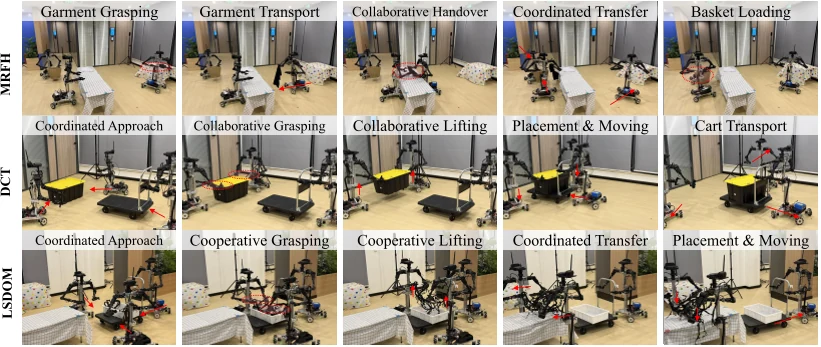 Garment Grasping
Garment Transport
Collaborative Handover
Coordinated Transfer
Basket Loading
MRFH
Coordinated Approach
Collaborative Grasping
Collaborative Lifting
Placement & Moving
Cart Transport
DCT
Coordinated Approach
Cooperative Grasping
Cooperative Lifting
Coordinated Transfer
Placement & Moving
LSDOM